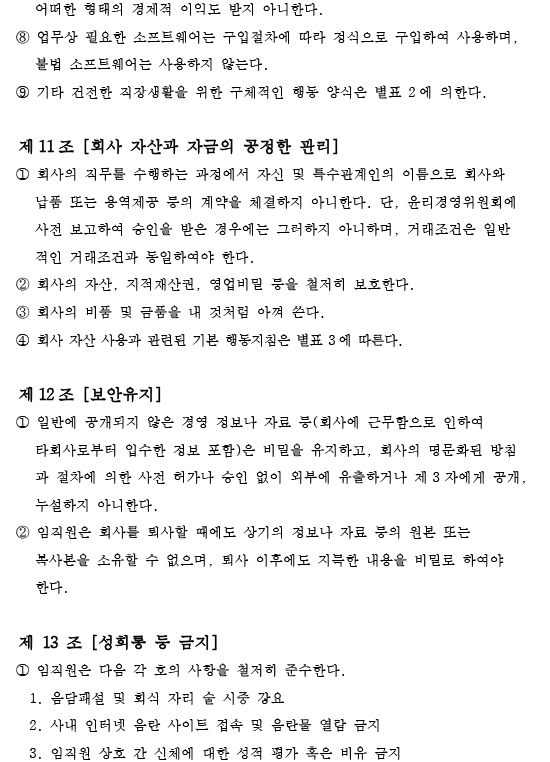 어떠한 형태의 경제적 이익도 받지 아니한다.
⑧ 업무상 필요한 소프트웨어는 구입절차에 따라 정식으로 구입하여 사용하며,
불법 소프트웨어는 사용하지 않는다.
⑨ 기타 건전한 직장생활을 위한 구체적인 행동 양식은 별표 2에 의한다.
제11조 [회사 자산과 자금의 공정한 관리]
① 회사의 직무를 수행하는 과정에서 자신 및 특수관계인의 이름으로 회사와
납품 또는 용역제공 등의 계약을 체결하지 아니한다. 단, 윤리경영위원회에
사전 보고하여 승인을 받은 경우에는 그러하지 아니하며, 거래조건은 일반
적인 거래조건과 동일하여야 한다.
② 회사의 자산, 지적재산권, 영업비밀 등을 철저히 보호한다.
③ 회사의 비품 및 금품을 내 것처럼 아껴 쓴다.
④ 회사 자산 사용과 관련된 기본 행동지침은 별표 3에 따른다.
제12조 [보안유지]
① 일반에 공개되지 않은 경영 정보나 자료 등(회사에 근무함으로 인하여
타회사로부터 입수한 정보 포함)은 비밀을 유지하고, 회사의 명문화된 방침
과 절차에 의한 사전 허가나 승인 없이 외부에 유출하거나 제3자에게 공개,
누설하지 아니한다.
② 임직원은 회사를 퇴사할 때에도 상기의 정보나 자료 등의 원본 또는
복사본을 소유할 수 없으며, 퇴사 이후에도 지득한 내용을 비밀로 하여야
한다.
제 13 조 [성희롱 등 금지]
① 임직원은 다음 각 호의 사항을 철저히 준수한다.
1. 음담패설 및 회식 자리 술 시중 강요
2. 사내 인터넷 음란 사이트 접속 및 음란물 열람 금지
3. 임직원 상호 간 신체에 대한 성적 평가 혹은 비유 금지